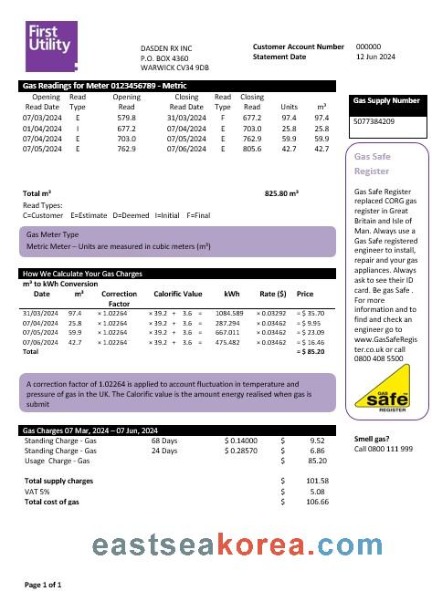 First
Utility
DASDEN RX INC
P.O. BOX 4360
WARWICK CV34 9DB
Customer Account Number 000000
Statement Date 12 Jun 2024
Gas Readings for Meter 0123456789 - Metric
Opening Read Date Read Type Opening Read Closing Read Date Read Type Closing Read Units m³
07/03/2024 E 579.8 31/03/2024 F 677.2 97.4 97.4
01/04/2024 I 677.2 07/04/2024 E 703.0 25.8 25.8
07/04/2024 E 703.0 07/05/2024 E 762.9 59.9 59.9
07/05/2024 E 762.9 07/06/2024 E 805.6 42.7 42.7
Total m³ 825.80 m³
Read Types:
C=Customer E=Estimate D=Deemed I=Initial F=Final
Gas Meter Type
Metric Meter – Units are measured in cubic meters (m³)
How We Calculate Your Gas Charges
m³ to kWh Conversion
Date Correction Factor Calorific Value kWh Rate ($) Price
31/03/2024 97.4 × 1.02264 × 39.2 ÷ 3.6 = 1084.589 × 0.03292 = $ 35.70
07/04/2024 25.8 × 1.02264 × 39.2 ÷ 3.6 = 287.294 × 0.03462 = $ 9.95
07/05/2024 59.9 × 1.02264 × 39.2 ÷ 3.6 = 667.011 × 0.03462 = $ 23.09
07/06/2024 42.7 × 1.02264 × 39.2 ÷ 3.6 = 475.482 × 0.03462 = $ 16.46
Total = $ 85.20
A correction factor of 1.02264 is applied to account fluctuation in temperature and
pressure of gas in the UK. The Calorific value is the amount energy realised when gas is
submit
Gas Charges 07 Mar, 2024 – 07 Jun, 2024
Standing Charge - Gas 68 Days $ 0.14000 $ 9.52
Standing Charge - Gas 24 Days $ 0.28570 $ 6.86
Usage Charge - Gas $ 85.20
Total supply charges $ 101.58
VAT 5% $ 5.08
Total cost of gas $ 106.66
Gas Supply Number
5077384209
Gas Safe
Register
Gas Safe Register
replaced CORG gas
register in Great
Britain and Isle of
Man. Always use a
Gas Safe registered
engineer to install,
repair and your gas
appliances. Always
ask to see their ID
card. Be gas Safe .
For more
information and to
find and check an
engineer go to
www.GasSafeRegis
ter.co.uk or call
0800 408 5500
GAS
safe
REGISTER
Smell gas?
Call 0800 111 999
eastseakorea.com
Page 1 of 1